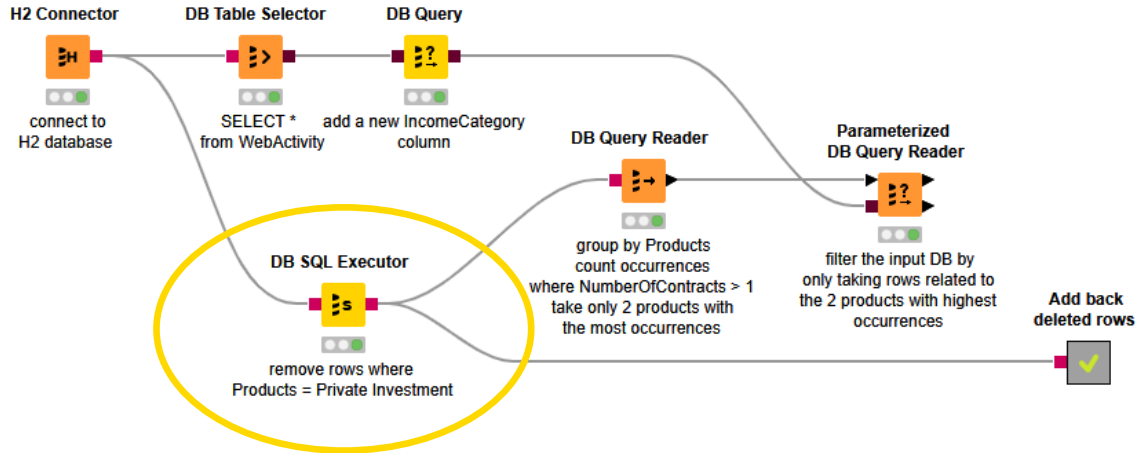 H2 Connector
connect to
H2 database
DB Table Selector
SELECT *
from WebActivity
DB Query
add a new IncomeCategory
column
DB SQL Executor
S
remove rows where
Products = Private Investment
DB Query Reader
group by Products
count occurrences
where NumberOfContracts > 1
take only 2 products with
the most occurrences
Parameterized
DB Query Reader
filter the input DB by
only taking rows related to
the 2 products with highest
occurrences
Add back
deleted rows